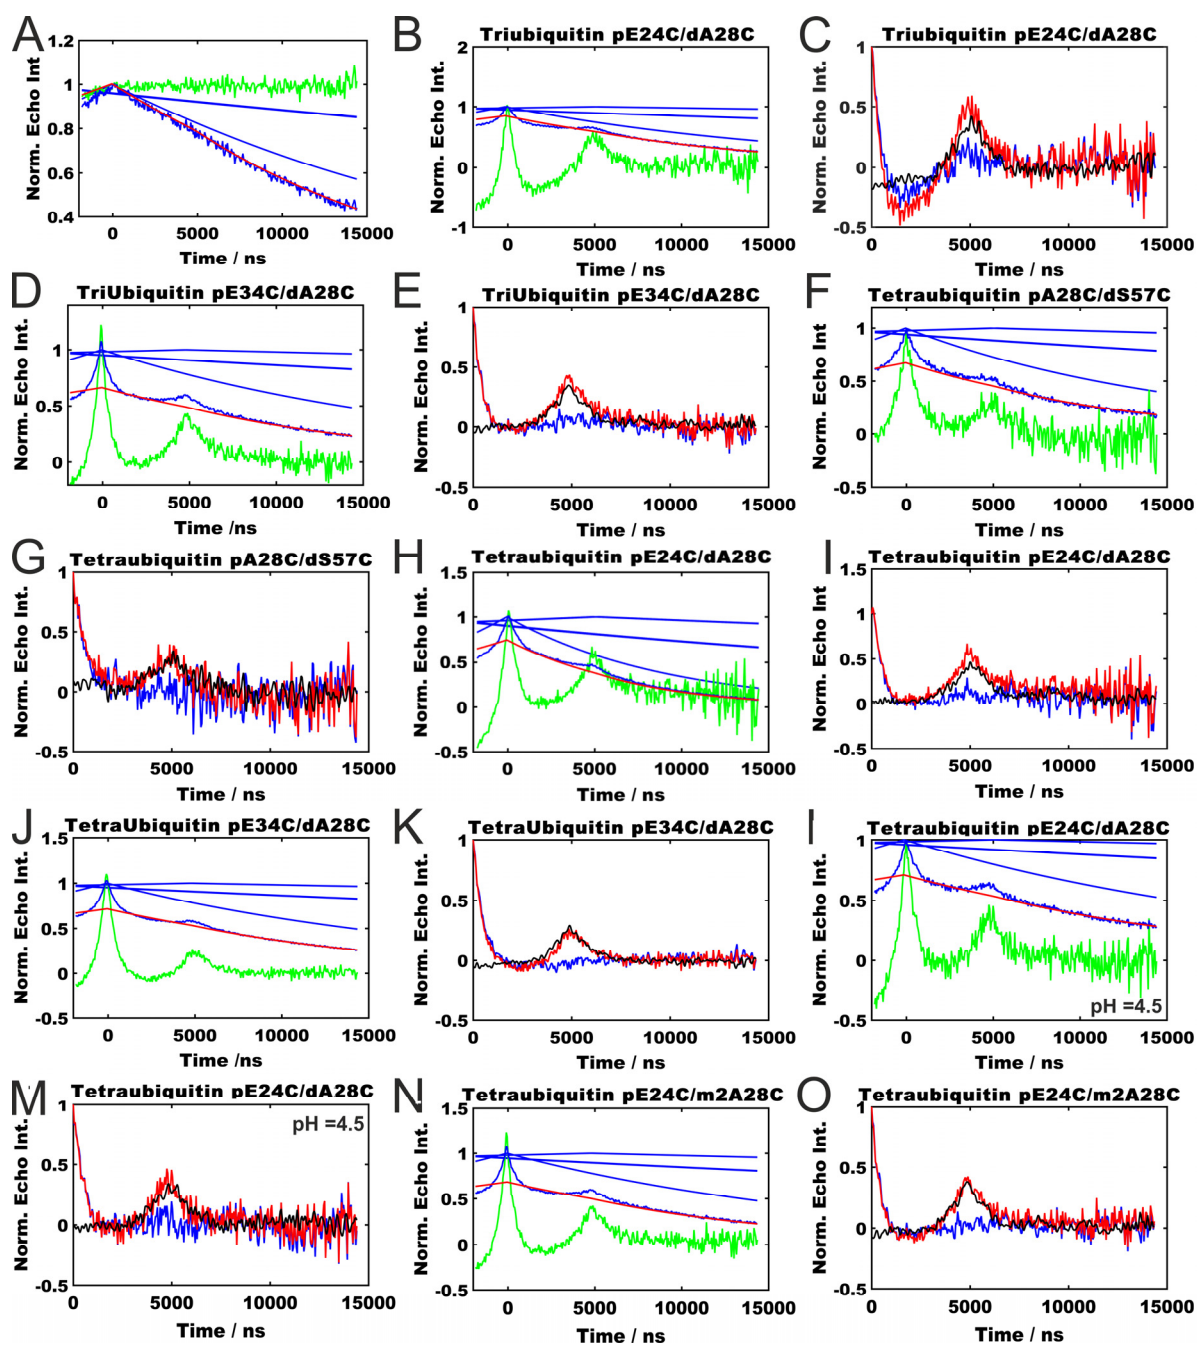 A
1.2
1
0.8
0.6
0.4
Norm. Echo Int
0 5000 10000 15000
Time / ns
B
Triubiquitin pE24C/dA28C
2
1
0
-1
Norm. Echo Int.
0 5000 10000 15000
Time / ns
C
Triubiquitin pE24C/dA28C
1
0.5
0
-0.5
Norm. Echo Int.
0 5000 10000 15000
Time / ns
D
TriUbiquitin pE34C/dA28C
1
0.5
0
Norm. Echo Int.
0 5000 10000 15000
Time /ns
E
TriUbiquitin pE34C/dA28C
1
0.5
0
-0.5
Norm. Echo Int.
0 5000 10000 15000
Time /ns
F
Tetraubiquitin pA28C/dS57C
1
0.5
0
-0.5
Norm. Echo Int
0 5000 10000 15000
Time / ns
G
Tetraubiquitin pA28C/dS57C
1
0.5
0
-0.5
Norm. Echo Int.
0 5000 10000 15000
Time / ns
H
Tetraubiquitin pE24C/dA28C
1.5
1
0.5
0
-0.5
Norm. Echo Int.
0 5000 10000 15000
Time / ns
I
Tetraubiquitin pE24C/dA28C
1.5
1
0.5
0
-0.5
Norm. Echo Int
0 5000 10000 15000
Time / ns
J
TetraUbiquitin pE34C/dA28C
1.5
1
0.5
0
-0.5
Norm. Echo Int.
0 5000 10000 15000
Time /ns
K
TetraUbiquitin pE34C/dA28C
1
0.5
0
-0.5
Norm. Echo Int.
0 5000 10000 15000
Time /ns
I
Tetraubiquitin pE24C/dA28C
1
0.5
0
-0.5
Norm. Echo Int.
pH =4.5
0 5000 10000 15000
Time / ns
M
Tetraubiquitin pE24C/dA28C
1
0.5
0
-0.5
Norm. Echo Int.
pH =4.5
0 5000 10000 15000
Time / ns
N
Tetraubiquitin pE24C/m2A28C
1.5
1
0.5
0
-0.5
Norm. Echo Int.
0 5000 10000 15000
Time / ns
O
Tetraubiquitin pE24C/m2A28C
1
0.5
0
-0.5
Norm. Echo Int.
0 5000 10000 15000
Time / ns